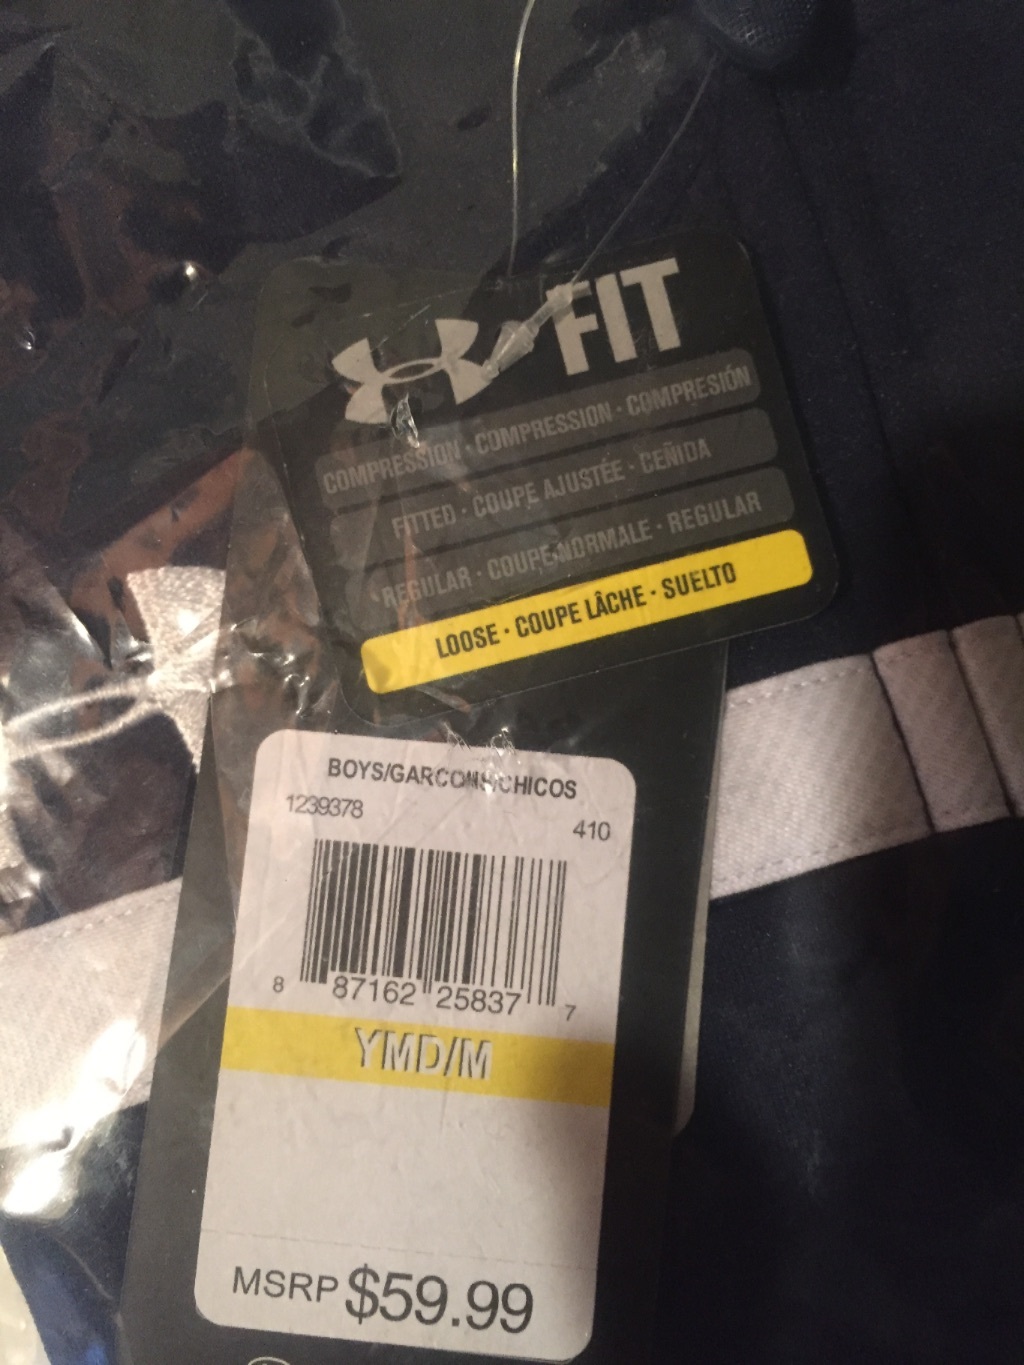 FIT
COMPRESSION · COMPRESSION · COMPRESIÓN
FITTED · COUPE AJUSTÉE · CEÑIDA
REGULAR · COUPE NORMALE · REGULAR
LOOSE · COUPE LÂCHE · SUELTO
BOYS/GARCONS/CHICOS
1239378
410
8 87162 25837 7
YMD/M
MSRP $59.99